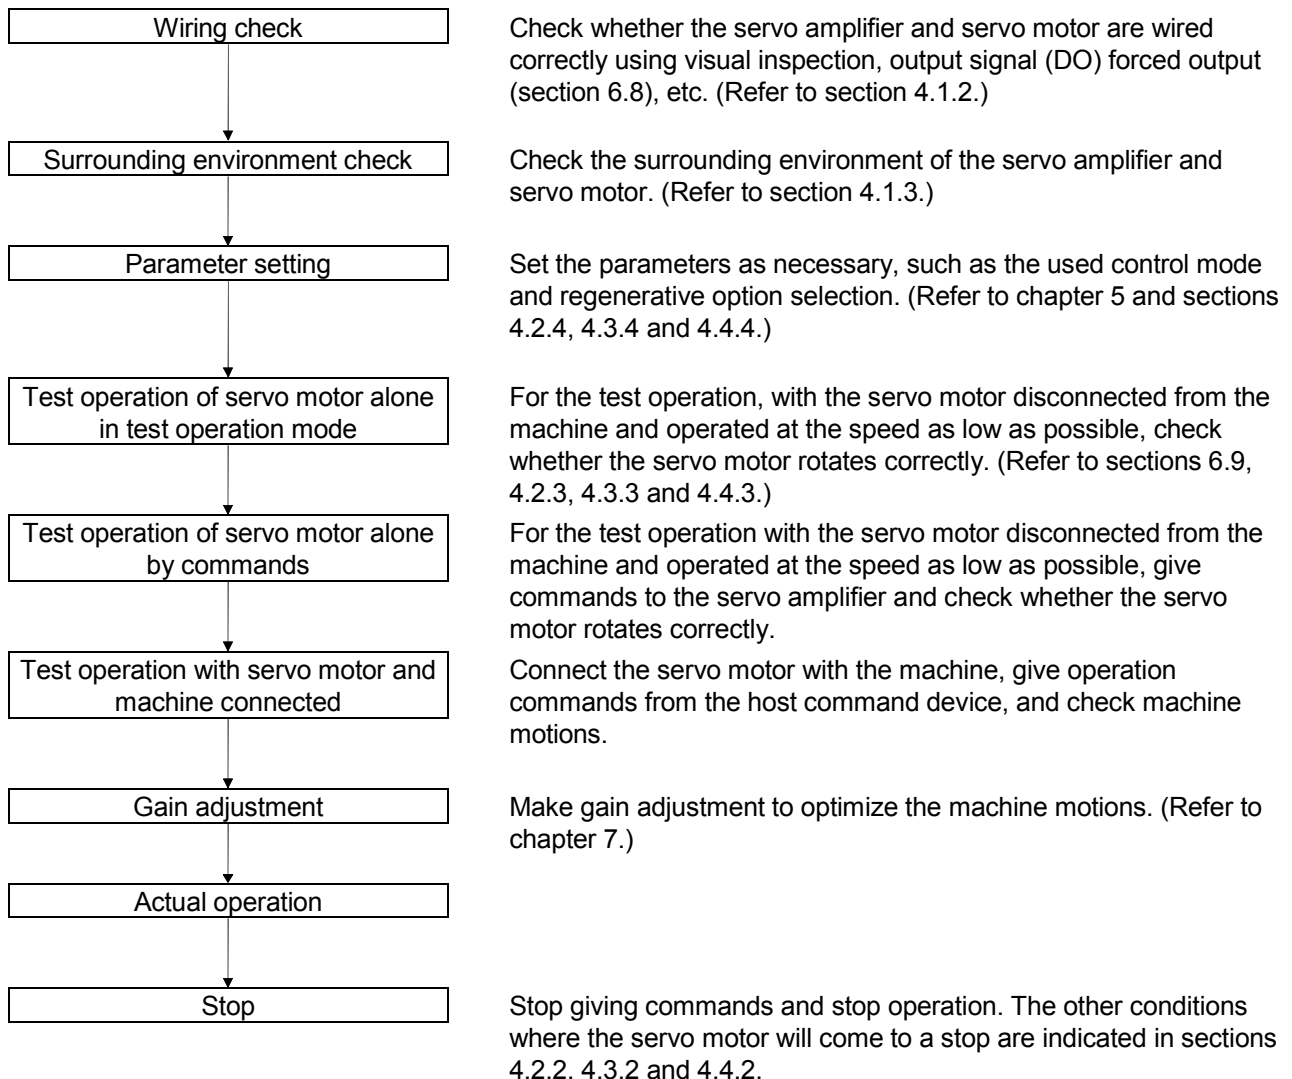 Wiring check
Check whether the servo amplifier and servo motor are wired
correctly using visual inspection, output signal (DO) forced output
(section 6.8), etc. (Refer to section 4.1.2.)
Surrounding environment check
Check the surrounding environment of the servo amplifier and
servo motor. (Refer to section 4.1.3.)
Parameter setting
Set the parameters as necessary, such as the used control mode
and regenerative option selection. (Refer to chapter 5 and sections
4.2.4, 4.3.4 and 4.4.4.)
Test operation of servo motor alone
in test operation mode
For the test operation, with the servo motor disconnected from the
machine and operated at the speed as low as possible, check
whether the servo motor rotates correctly. (Refer to sections 6.9,
4.2.3, 4.3.3 and 4.4.3.)
Test operation of servo motor alone
by commands
For the test operation with the servo motor disconnected from the
machine and operated at the speed as low as possible, give
commands to the servo amplifier and check whether the servo
motor rotates correctly.
Test operation with servo motor and
machine connected
Connect the servo motor with the machine, give operation
commands from the host command device, and check machine
motions.
Gain adjustment
Make gain adjustment to optimize the machine motions. (Refer to
chapter 7.)
Actual operation
Stop
Stop giving commands and stop operation. The other conditions
where the servo motor will come to a stop are indicated in sections
4.2.2, 4.3.2 and 4.4.2.